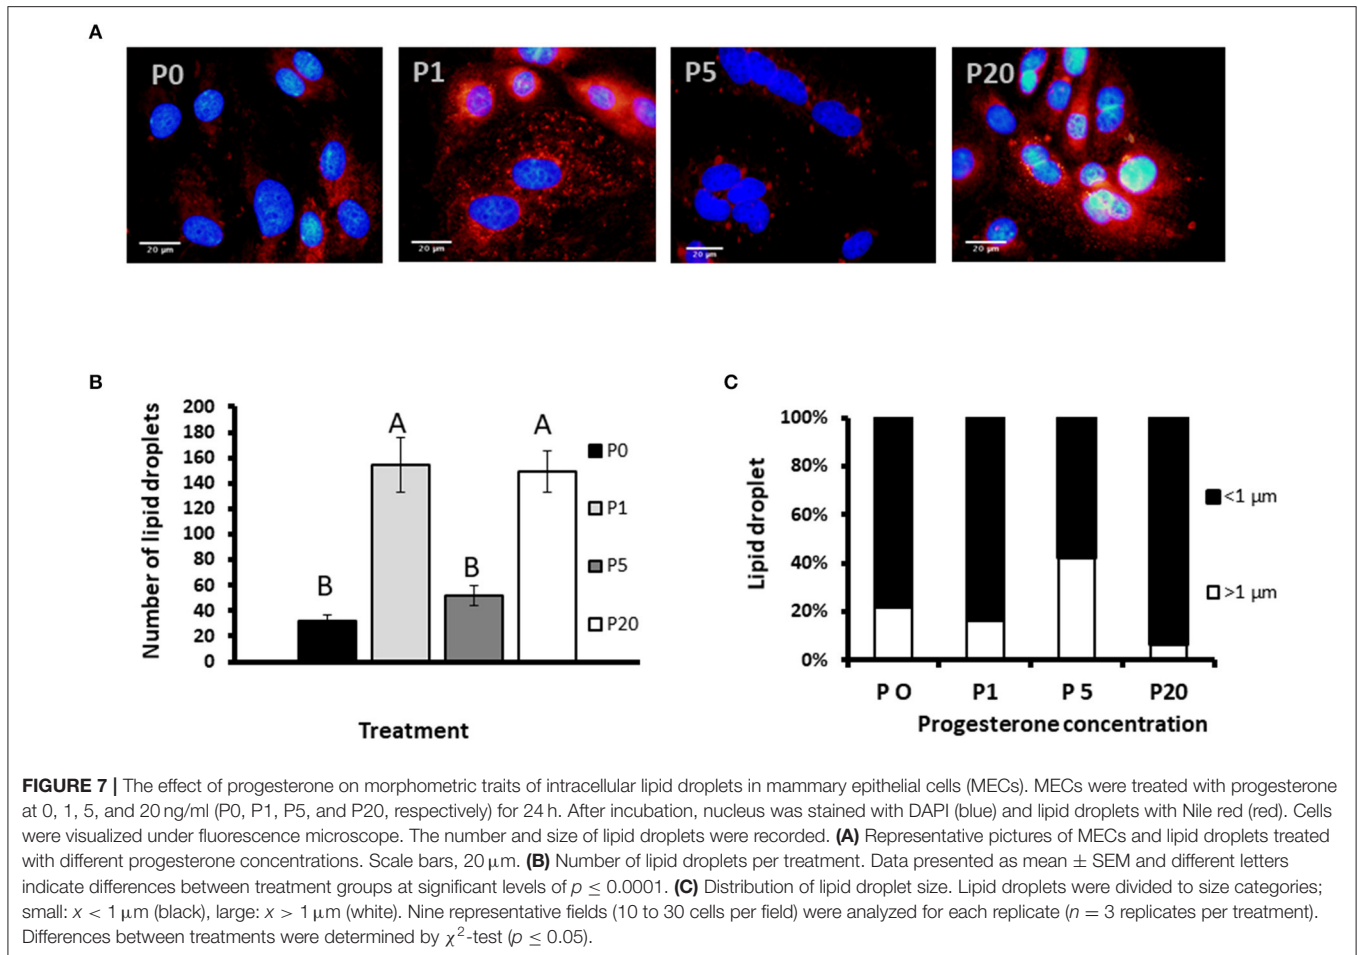 A
P0
P1
P5
P20
20 µm
20 µm
20 µm
20 µm
B
Number of lipid droplets
200
180
160
140
120
100
80
60
40
20
0
B
A
B
A
P0
P1
P5
P20
Treatment
C
Lipid droplet
100%
80%
60%
40%
20%
0%
P O
P1
P 5
P20
Progesterone concentration
<1 µm
>1 µm
FIGURE 7 | The effect of progesterone on morphometric traits of intracellular lipid droplets in mammary epithelial cells (MECs). MECs were treated with progesterone
at 0, 1, 5, and 20 ng/ml (P0, P1, P5, and P20, respectively) for 24 h. After incubation, nucleus was stained with DAPI (blue) and lipid droplets with Nile red (red). Cells
were visualized under fluorescence microscope. The number and size of lipid droplets were recorded. (A) Representative pictures of MECs and lipid droplets treated
with different progesterone concentrations. Scale bars, 20 µm. (B) Number of lipid droplets per treatment. Data presented as mean ± SEM and different letters
indicate differences between treatment groups at significant levels of p ≤ 0.0001. (C) Distribution of lipid droplet size. Lipid droplets were divided to size categories;
small: x < 1 µm (black), large: x > 1 µm (white). Nine representative fields (10 to 30 cells per field) were analyzed for each replicate (n = 3 replicates per treatment).
Differences between treatments were determined by χ²-test (p ≤ 0.05).